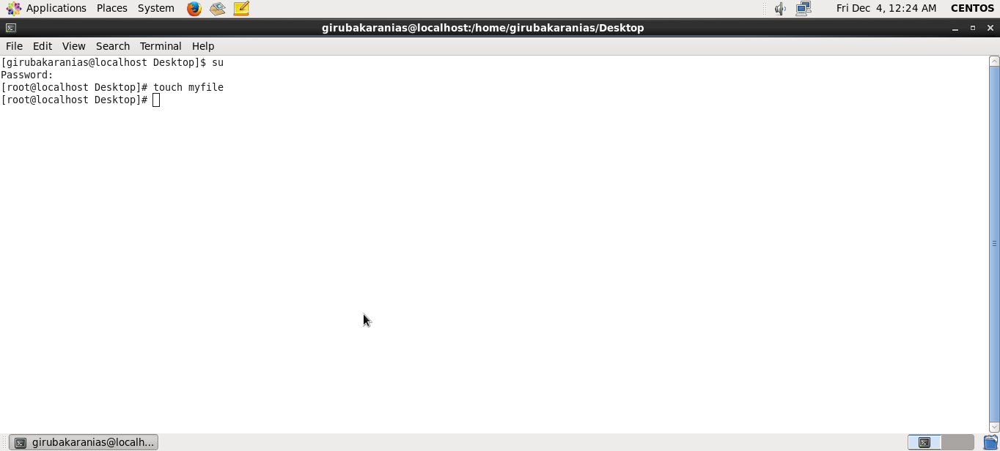 Applications Places System Fri Dec 4, 12:24 AM CENTOS
girubakaranias@localhost:/home/girubakaranias/Desktop
File Edit View Search Terminal Help
[girubakaranias@localhost Desktop]$ su
Password:
[root@localhost Desktop]# touch myfile
[root@localhost Desktop]#
girubakaranias@localh...